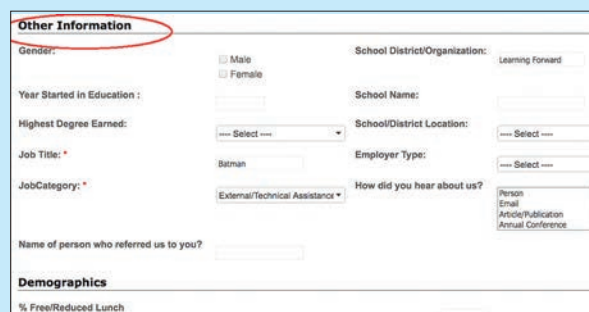 Other Information
Gender:
Male
Female
School District/Organization:
Learning Forward
Year Started in Education :
School Name:
Highest Degree Earned:
---- Select ----
School/District Location:
---- Select ----
Job Title: *
Batman
Employer Type:
---- Select ----
JobCategory: *
External/Technical Assistance
How did you hear about us?
Person
Email
Article/Publication
Annual Conference
Name of person who referred us to you?
Demographics
% Free/Reduced Lunch